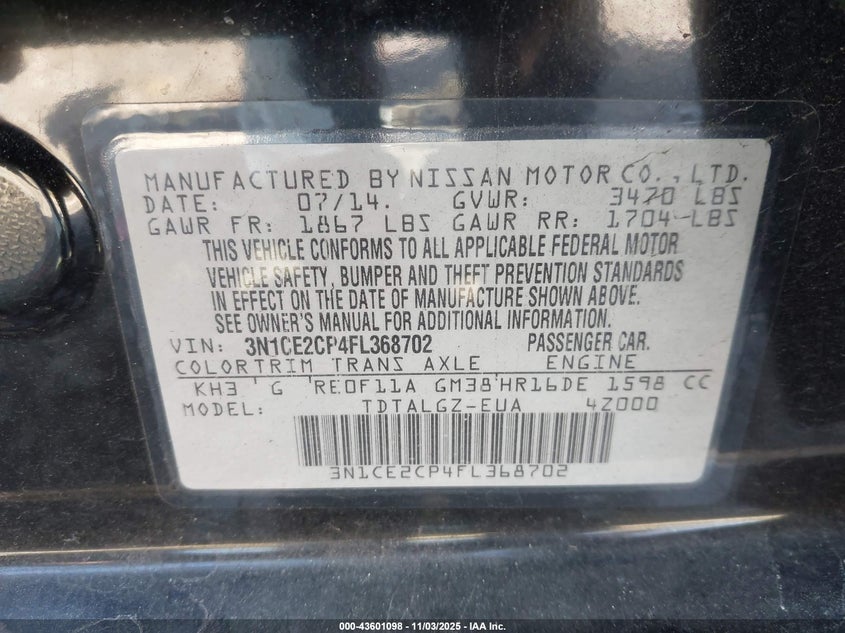 MANUFACTURED BY NISSAN MOTOR CO., LTD.
DATE: 07/14. GVWR: 3470 LBS
GAWR FR: 1867 LBS GAWR RR: 1704 LBS
THIS VEHICLE CONFORMS TO ALL APPLICABLE FEDERAL MOTOR
VEHICLE SAFETY, BUMPER AND THEFT PREVENTION STANDARDS
IN EFFECT ON THE DATE OF MANUFACTURE SHOWN ABOVE.
SEE OWNER'S MANUAL FOR ADDITIONAL INFORMATION.
VIN: 3N1CE2CP4FL368702 PASSENGER CAR.
COLOR TRIM TRANS AXLE ENGINE
KH3 ' G 'RE0F11A GM38'HR16DE 1598 CC
MODEL: TDTALGZ-EUA 4Z000
3N1CE2CP4FL368702
000-43601098 | 11/03/2025 - IAA Inc.